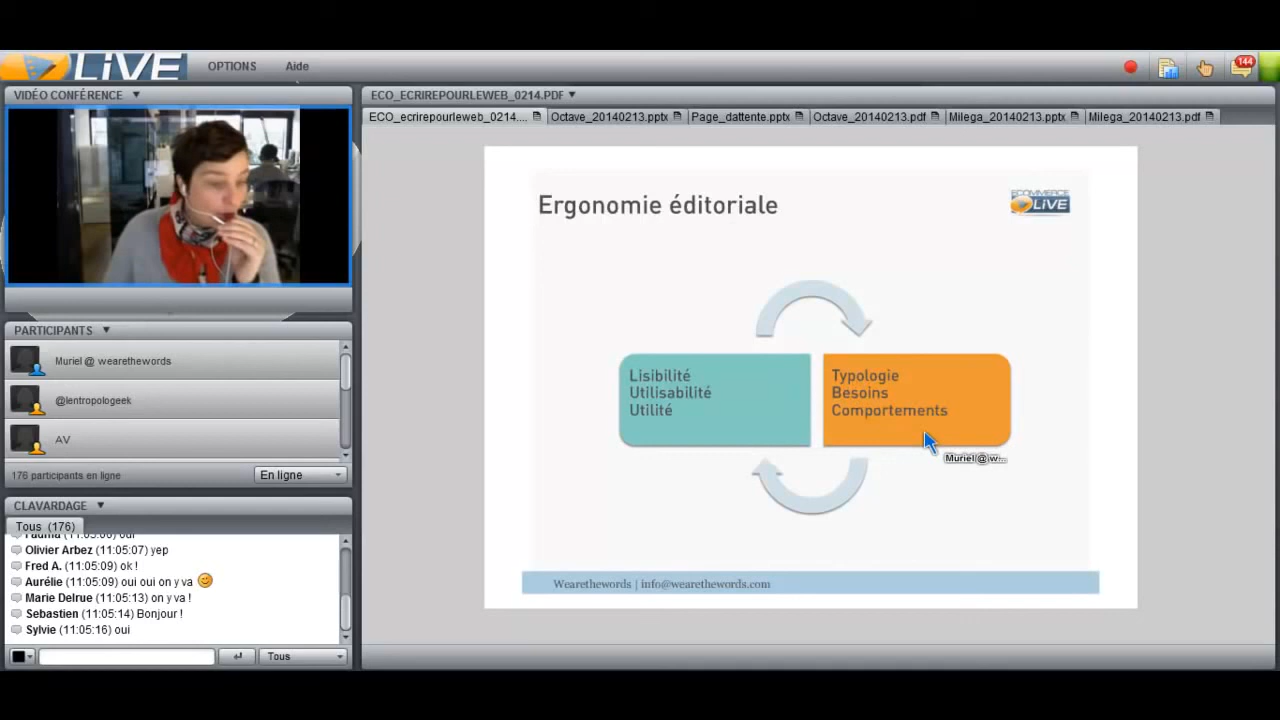 LIVE
OPTIONS
Aide
144
VIDÉO CONFÉRENCE
ECO_ECRIREPOURLEWEB_0214.PDF
ECO_ecrirepourleweb_0214....
Octave_20140213.pptx
Page_dattente.pptx
Octave_20140213.pdf
Milega_20140213.pptx
Milega_20140213.pdf
Ergonomie éditoriale
ECOMMERCE
LIVE
Lisibilité
Utilisabilité
Utilité
Typologie
Besoins
Comportements
Muriel @ w...
Wearethewords | info@wearethewords.com
PARTICIPANTS
Muriel @ wearethewords
@lentropologeek
AV
176 participants en ligne
En ligne
CLAVARDAGE
Tous (176)
Olivier Arbez (11:05:07) yep
Fred A. (11:05:09) ok !
Aurélie (11:05:09) oui oui on y va
Marie Delrue (11:05:13) on y va !
Sebastien (11:05:14) Bonjour !
Sylvie (11:05:16) oui
Tous